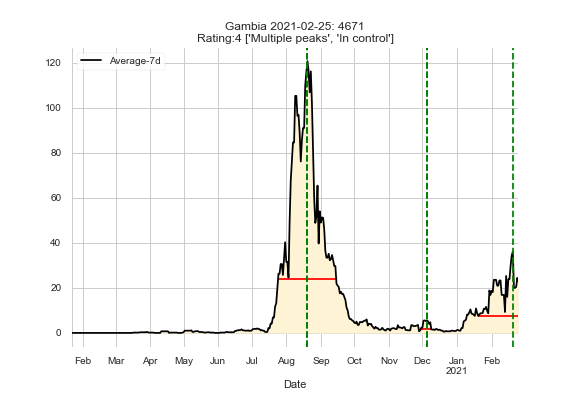 Gambia 2021-02-25: 4671
Rating:4 ['Multiple peaks', 'In control']
Average-7d
120
100
80
60
40
20
0
Feb Mar Apr May Jun Jul Aug Sep Oct Nov Dec Jan Feb
2021
Date